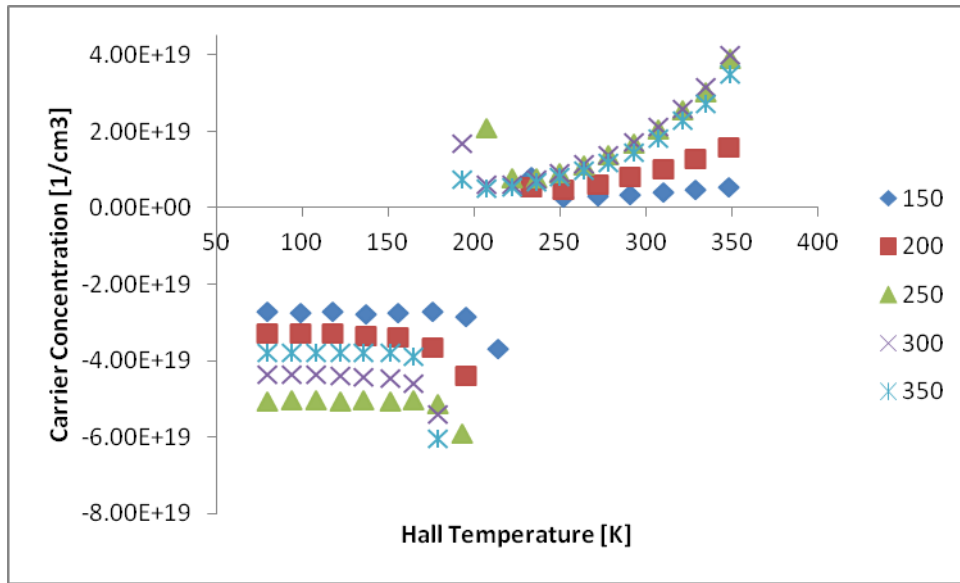 4.00E+19
2.00E+19
0.00E+00
50 100 150 200 250 300 350 400
-2.00E+19
-4.00E+19
-6.00E+19
-8.00E+19
Carrier Concentration [1/cm3]
Hall Temperature [K]
150
200
250
300
350